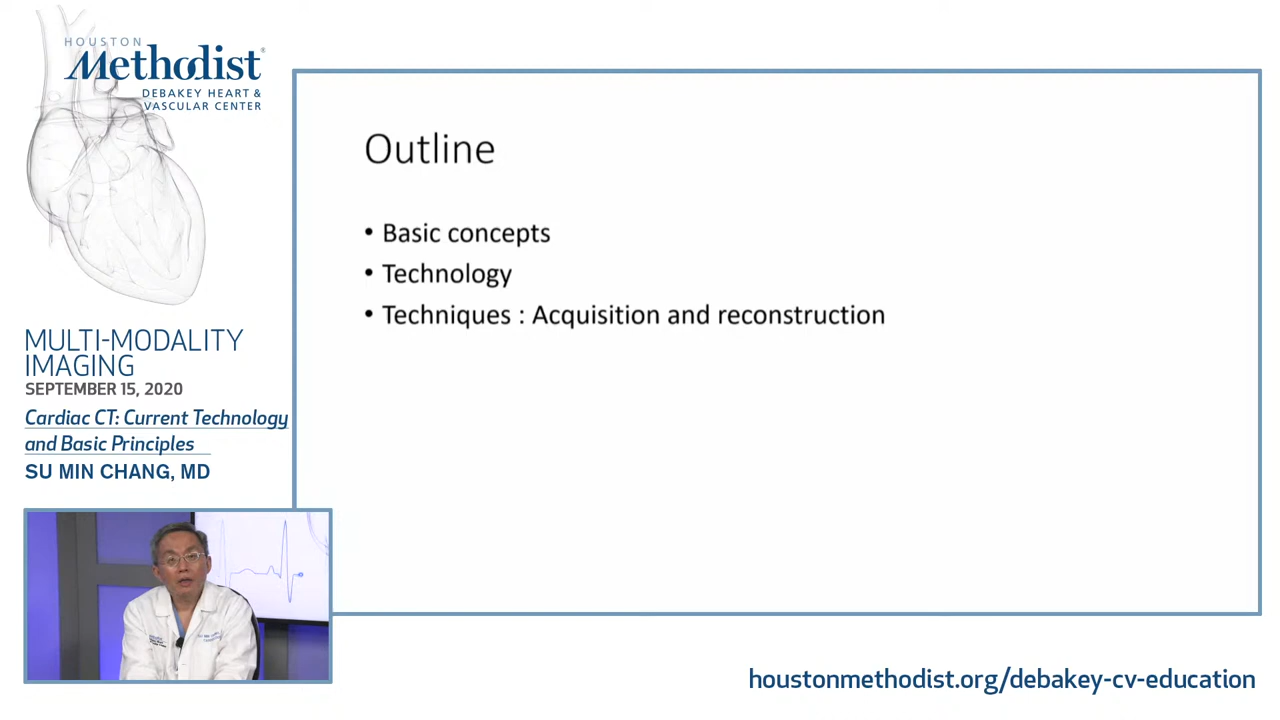 HOUSTON
Methodist®
DEBAKEY HEART &
VASCULAR CENTER
Outline
• Basic concepts
• Technology
• Techniques : Acquisition and reconstruction
MULTI-MODALITY
IMAGING
SEPTEMBER 15, 2020
Cardiac CT: Current Technology
and Basic Principles
SU MIN CHANG, MD
houstonmethodist.org/debakey-cv-education